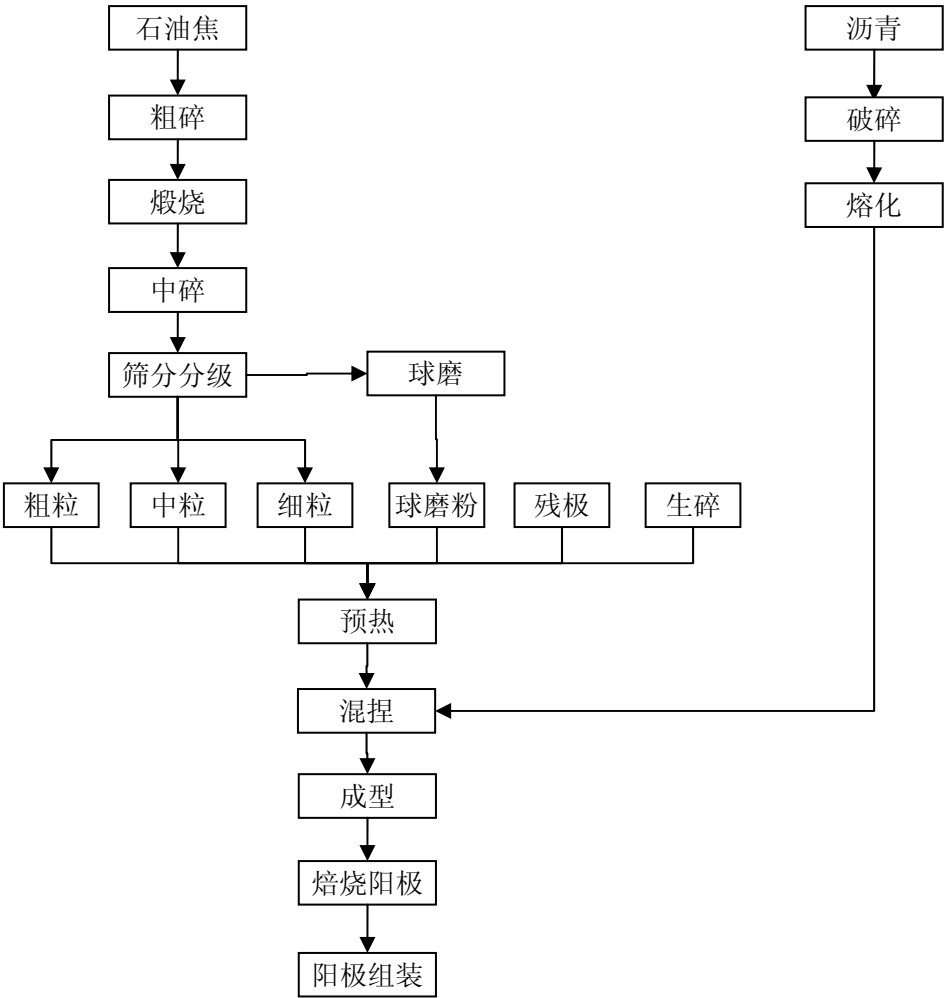 石油焦
沥青
粗碎
破碎
煅烧
熔化
中碎
筛分分级
球磨
粗粒
中粒
细粒
球磨粉
残极
生碎
预热
混捏
成型
焙烧阳极
阳极组装